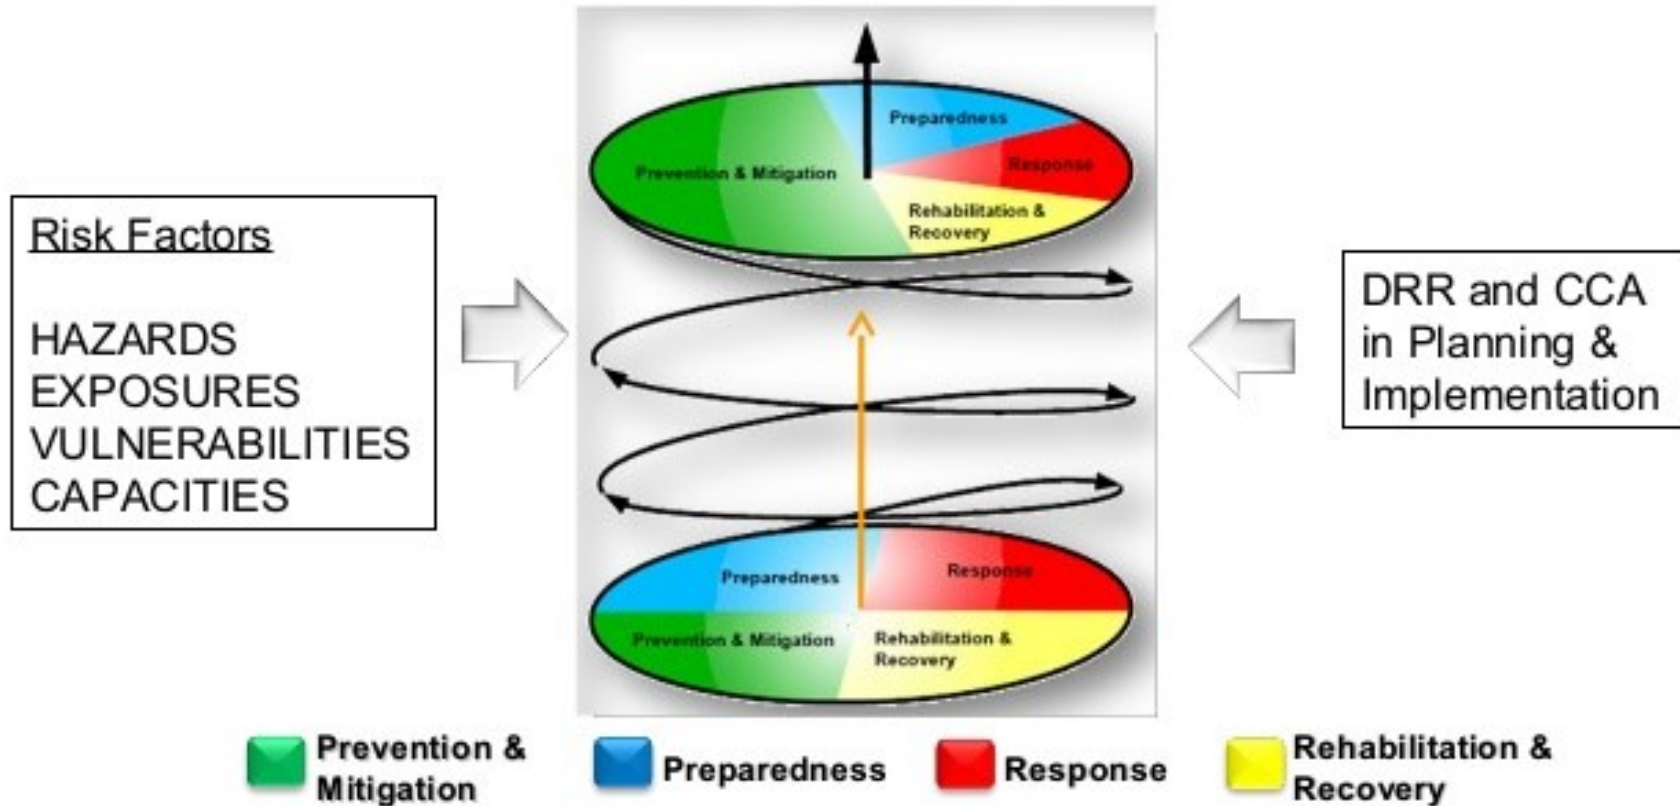 Risk Factors
HAZARDS
EXPOSURES
VULNERABILITIES
CAPACITIES
Preparedness
Prevention & Mitigation
Response
Rehabilitation &
Recovery
DRR and CCA
in Planning &
Implementation
Preparedness
Response
Prevention & Mitigation
Rehabilitation &
Recovery
Prevention &
Mitigation
Preparedness
Response
Rehabilitation &
Recovery